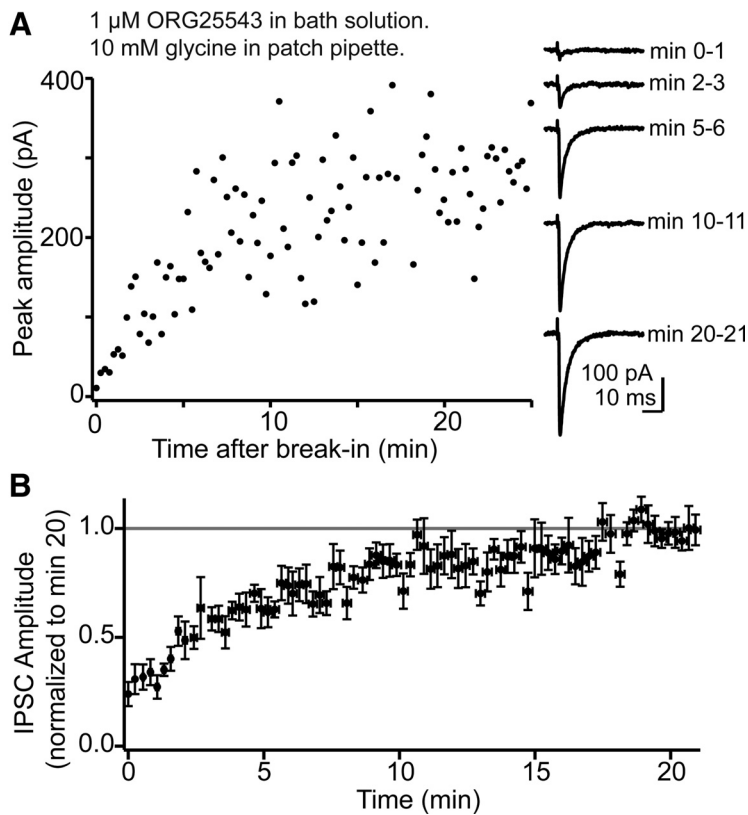 A
1 μM ORG25543 in bath solution.
10 mM glycine in patch pipette.
400
200
0
Peak amplitude (pA)
0
10
20
Time after break-in (min)
min 0-1
min 2-3
min 5-6
min 10-11
min 20-21
100 pA
10 ms
B
1.0
0.5
0.0
IPSC Amplitude
(normalized to min 20)
0
5
10
15
20
Time (min)